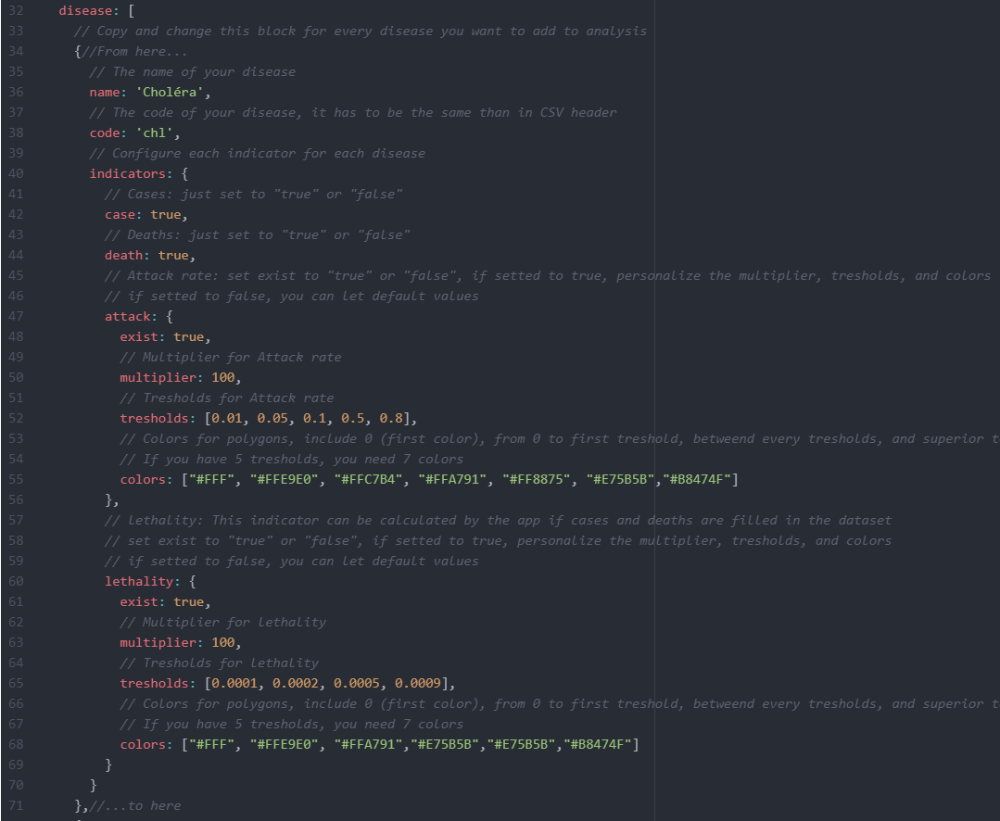 32 disease: [
33 // Copy and change this block for every disease you want to add to analysis
34 {//From here...
35 // The name of your disease
36 name: 'Choléra',
37 // The code of your disease, it has to be the same than in CSV header
38 code: 'chl',
39 // Configure each indicator for each disease
40 indicators: {
41 // Cases: just set to "true" or "false"
42 case: true,
43 // Deaths: just set to "true" or "false"
44 death: true,
45 // Attack rate: set exist to "true" or "false", if setted to true, personalize the multiplier, tresholds, and colors
46 // if setted to false, you can let default values
47 attack: {
48 exist: true,
49 // Multiplier for Attack rate
50 multiplier: 100,
51 // Tresholds for Attack rate
52 tresholds: [0.01, 0.05, 0.1, 0.5, 0.8],
53 // Colors for polygons, include 0 (first color), from 0 to first treshold, betweend every tresholds, and superior t
54 // If you have 5 tresholds, you need 7 colors
55 colors: ["#FFF", "#FFE9E0", "#FFC7B4", "#FFA791", "#FF8875", "#E75B5B","#B8474F"]
56 },
57 // lethality: This indicator can be calculated by the app if cases and deaths are filled in the dataset
58 // set exist to "true" or "false", if setted to true, personalize the multiplier, tresholds, and colors
59 // if setted to false, you can let default values
60 lethality: {
61 exist: true,
62 // Multiplier for lethality
63 multiplier: 100,
64 // Tresholds for lethality
65 tresholds: [0.0001, 0.0002, 0.0005, 0.0009],
66 // Colors for polygons, include 0 (first color), from 0 to first treshold, betweend every tresholds, and superior t
67 // If you have 5 tresholds, you need 7 colors
68 colors: ["#FFF", "#FFE9E0", "#FFA791","#E75B5B","#E75B5B","#B8474F"]
69 }
70 }
71 },//...to here